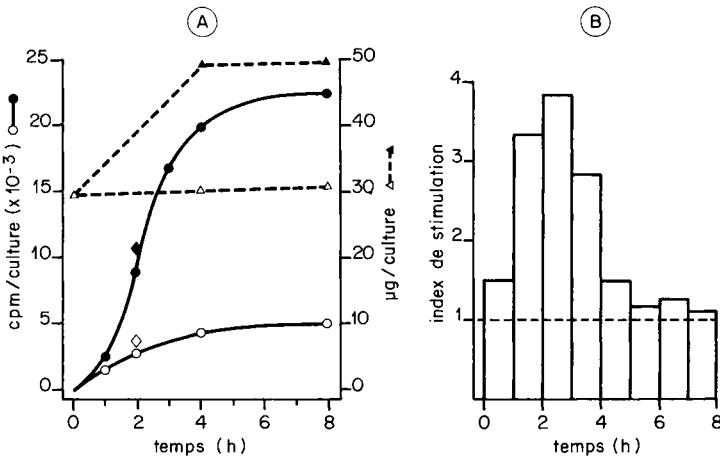 A
B
25
20
15
10
5
0
cpm/culture (x 10⁻³)
50
40
30
20
10
0
µg/culture
0 2 4 6 8
temps (h)
4
3
2
1
index de stimulation
0 2 4 6 8
temps (h)